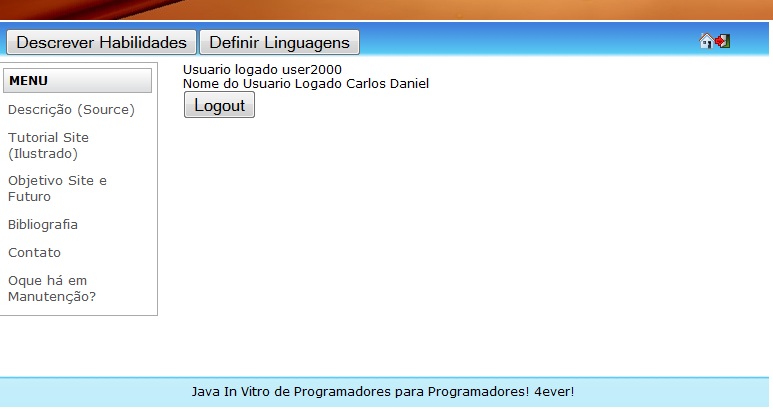 Descrever Habilidades Definir Linguagens
MENU
Descrição (Source)
Tutorial Site
(Ilustrado)
Objetivo Site e
Futuro
Bibliografia
Contato
Oque há em
Manutenção?
Usuario logado user2000
Nome do Usuario Logado Carlos Daniel
Logout
Java In Vitro de Programadores para Programadores! 4ever!